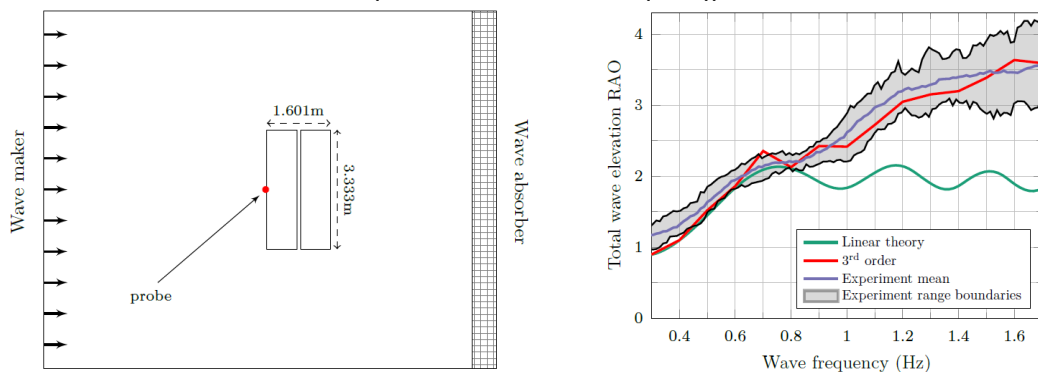 Wave maker
1.601m
3.333m
probe
Wave absorber
Total wave elevation RAO
4
3
2
1
0
Linear theory
3rd order
Experiment mean
Experiment range boundaries
0.4 0.6 0.8 1 1.2 1.4 1.6
Wave frequency (Hz)